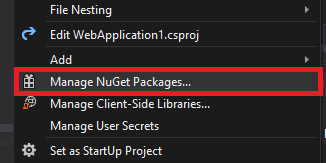 File Nesting
Edit WebApplication1.csproj
Add
Manage NuGet Packages...
Manage Client-Side Libraries...
Manage User Secrets
Set as StartUp Project